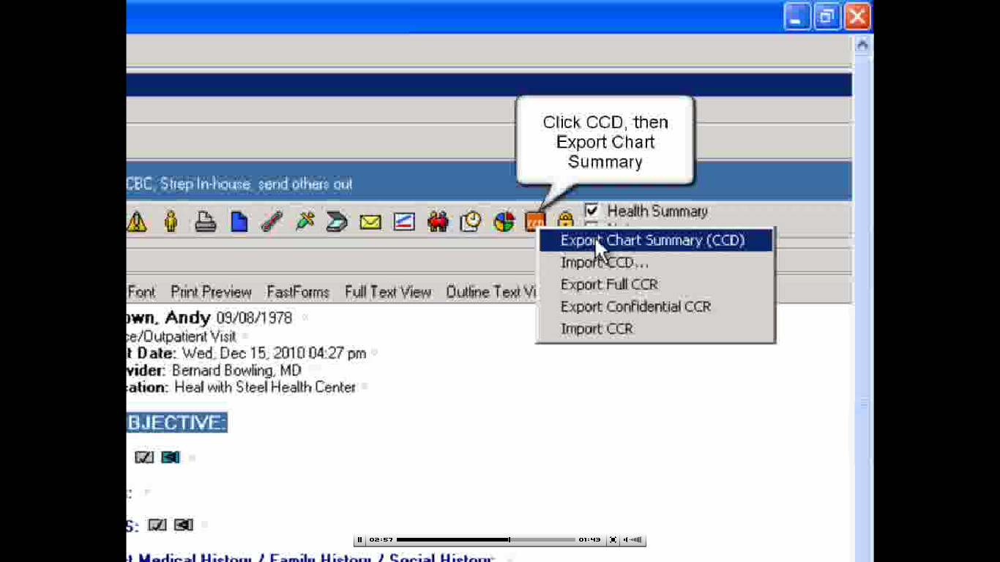 Click CCD, then
Export Chart
Summary
CBC, Strep In-house, send others out
Health Summary
Export Chart Summary (CCD)
Import CCD...
Export Full CCR
Export Confidential CCR
Import CCR
Font Print Preview FastForms Full Text View Outline Text Vi
own, Andy 09/08/1978
ce/Outpatient Visit
t Date: Wed, Dec 15, 2010 04:27 pm
vider: Bernard Bowling, MD
cation: Heal with Steel Health Center
BJECTIVE:
S:
t Medical History / Family History / Social History:
02:57 01:43